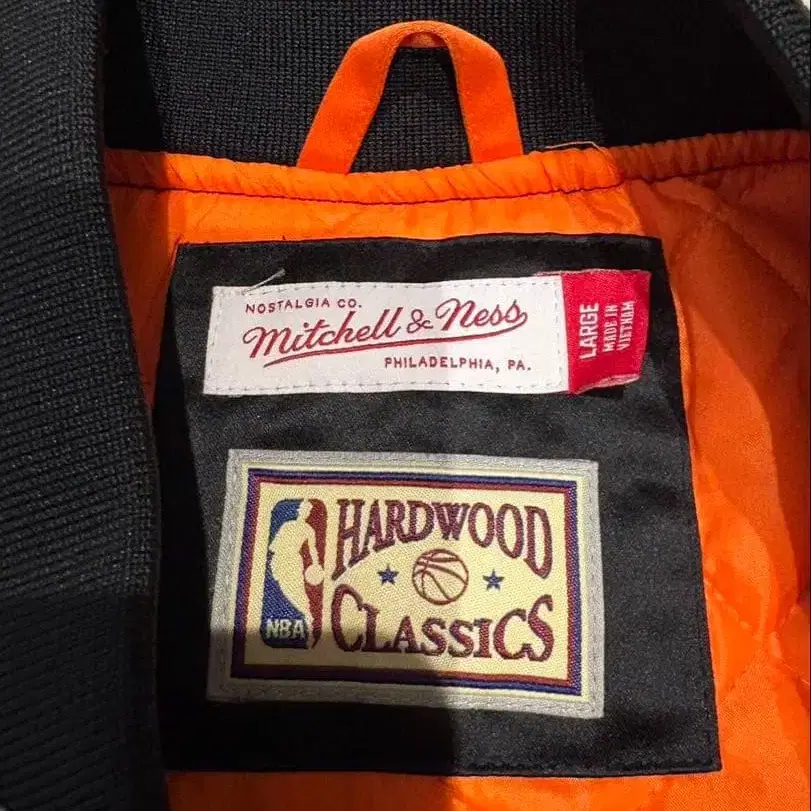 NOSTALGIA CO.
Mitchell & Ness
PHILADELPHIA, PA.
LARGE
MADE IN
VIETNAM
HARDWOOD
CLASSICS
NBA